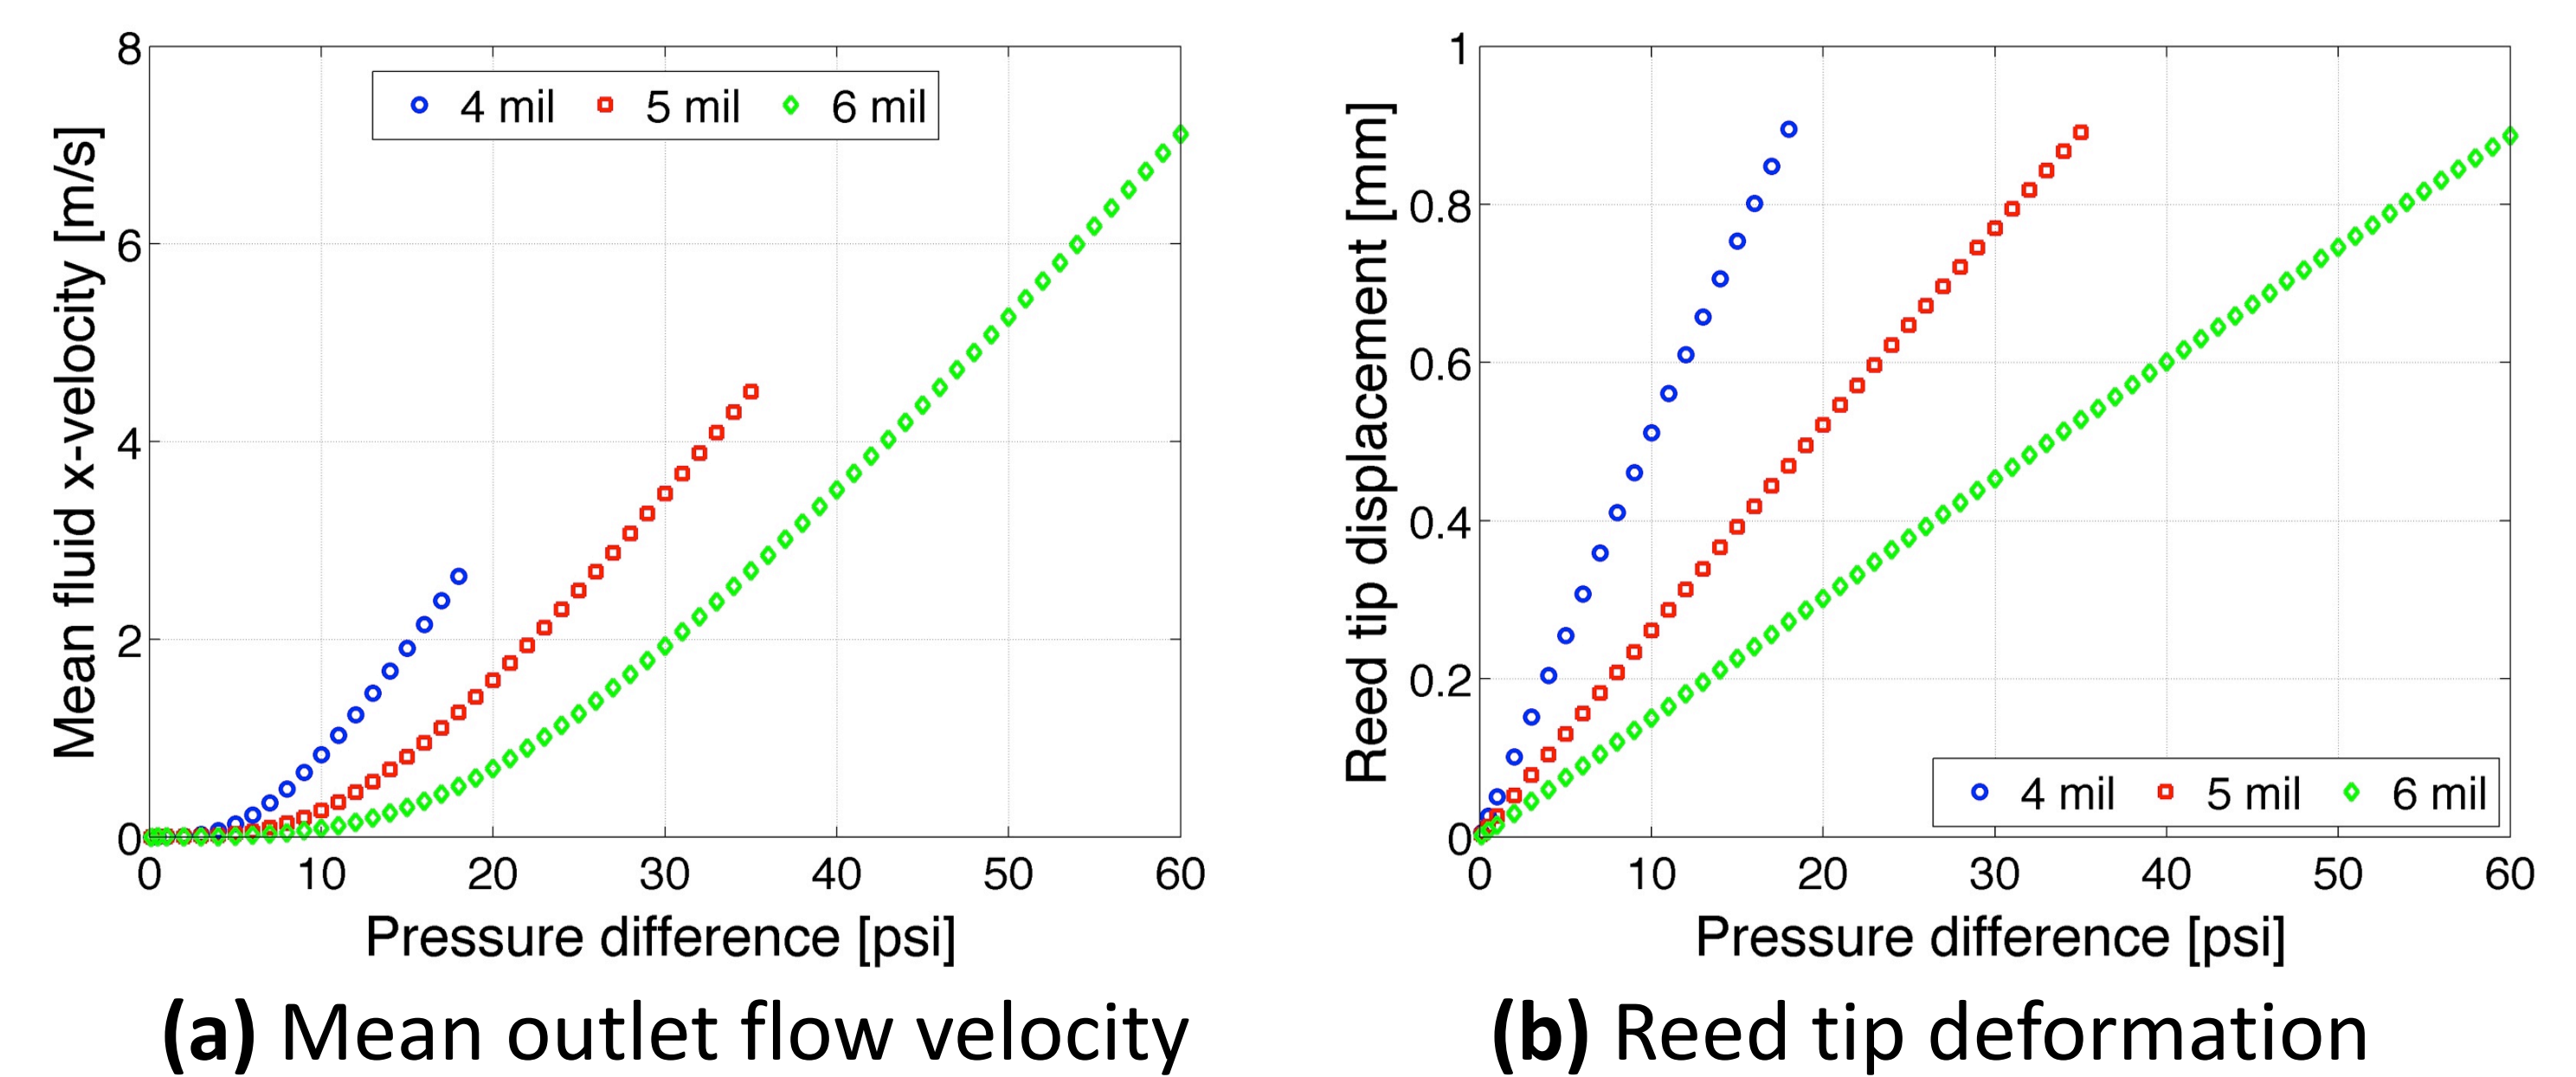 Mean fluid x-velocity [m/s]
8
6
4
2
0
4 mil 5 mil 6 mil
0 10 20 30 40 50 60
Pressure difference [psi]
(a) Mean outlet flow velocity
Reed tip displacement [mm]
1
0.8
0.6
0.4
0.2
0
4 mil 5 mil 6 mil
0 10 20 30 40 50 60
Pressure difference [psi]
(b) Reed tip deformation